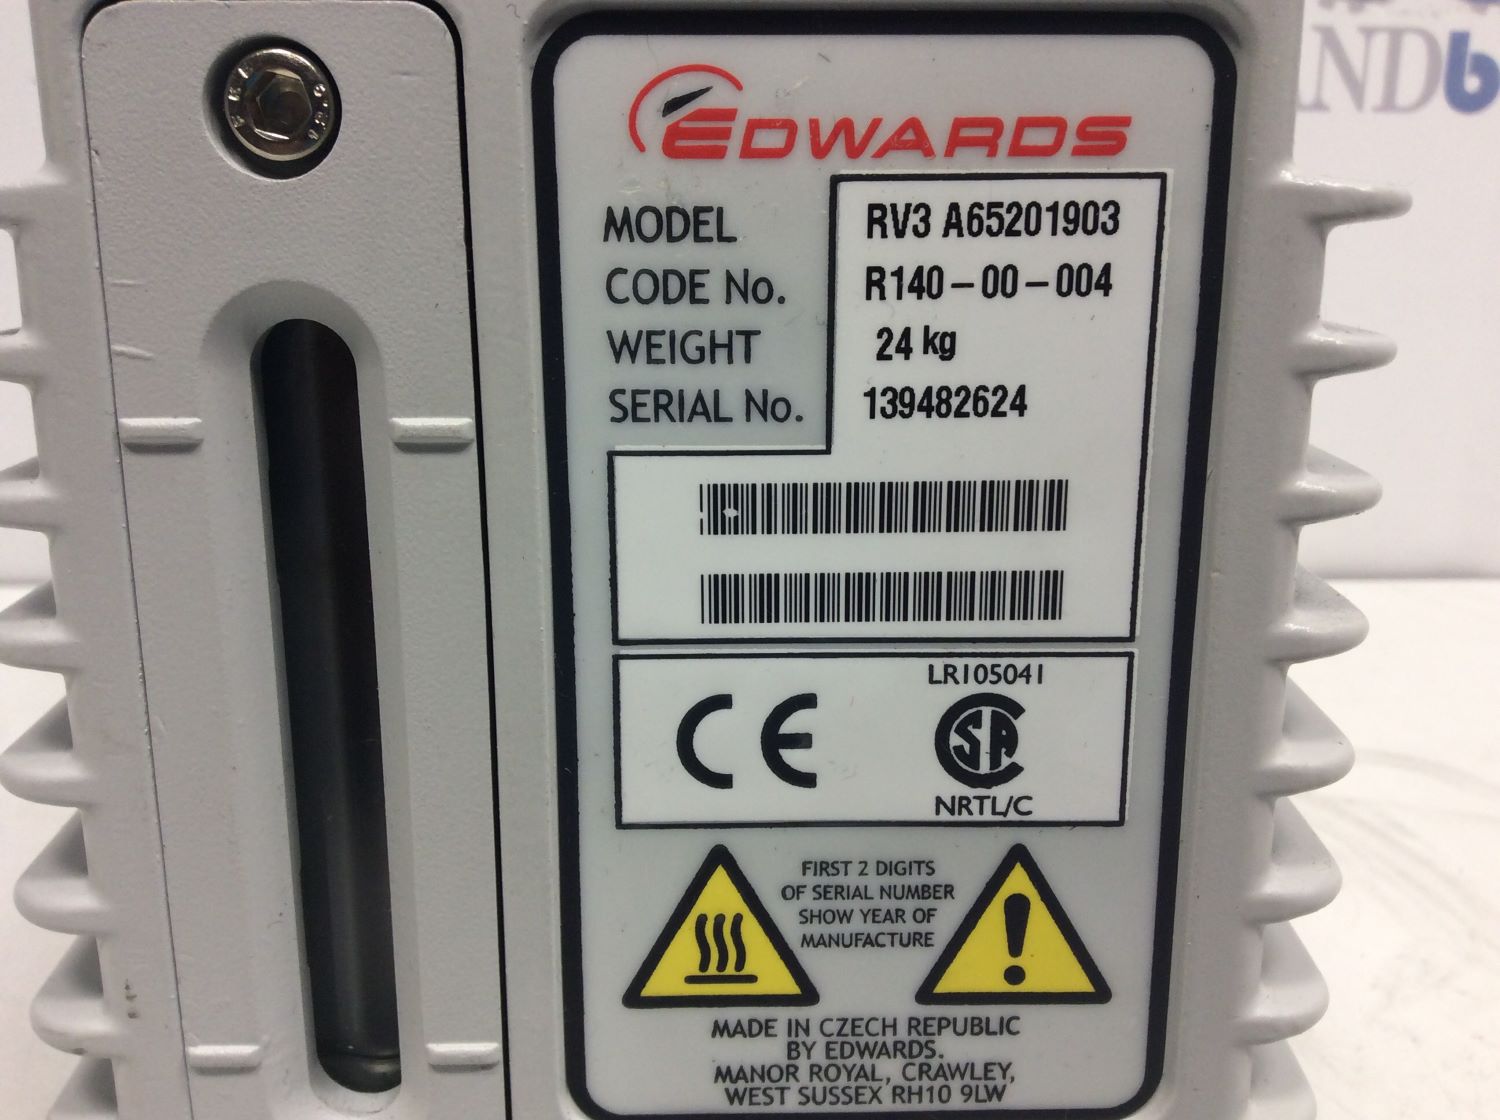 EDWARDS
MODEL RV3 A65201903
CODE No. R140-00-004
WEIGHT 24 kg
SERIAL No. 139482624
LR105041
CE
CSA
NRTL/C
FIRST 2 DIGITS
OF SERIAL NUMBER
SHOW YEAR OF
MANUFACTURE
MADE IN CZECH REPUBLIC
BY EDWARDS.
MANOR ROYAL, CRAWLEY,
WEST SUSSEX RH10 9LW